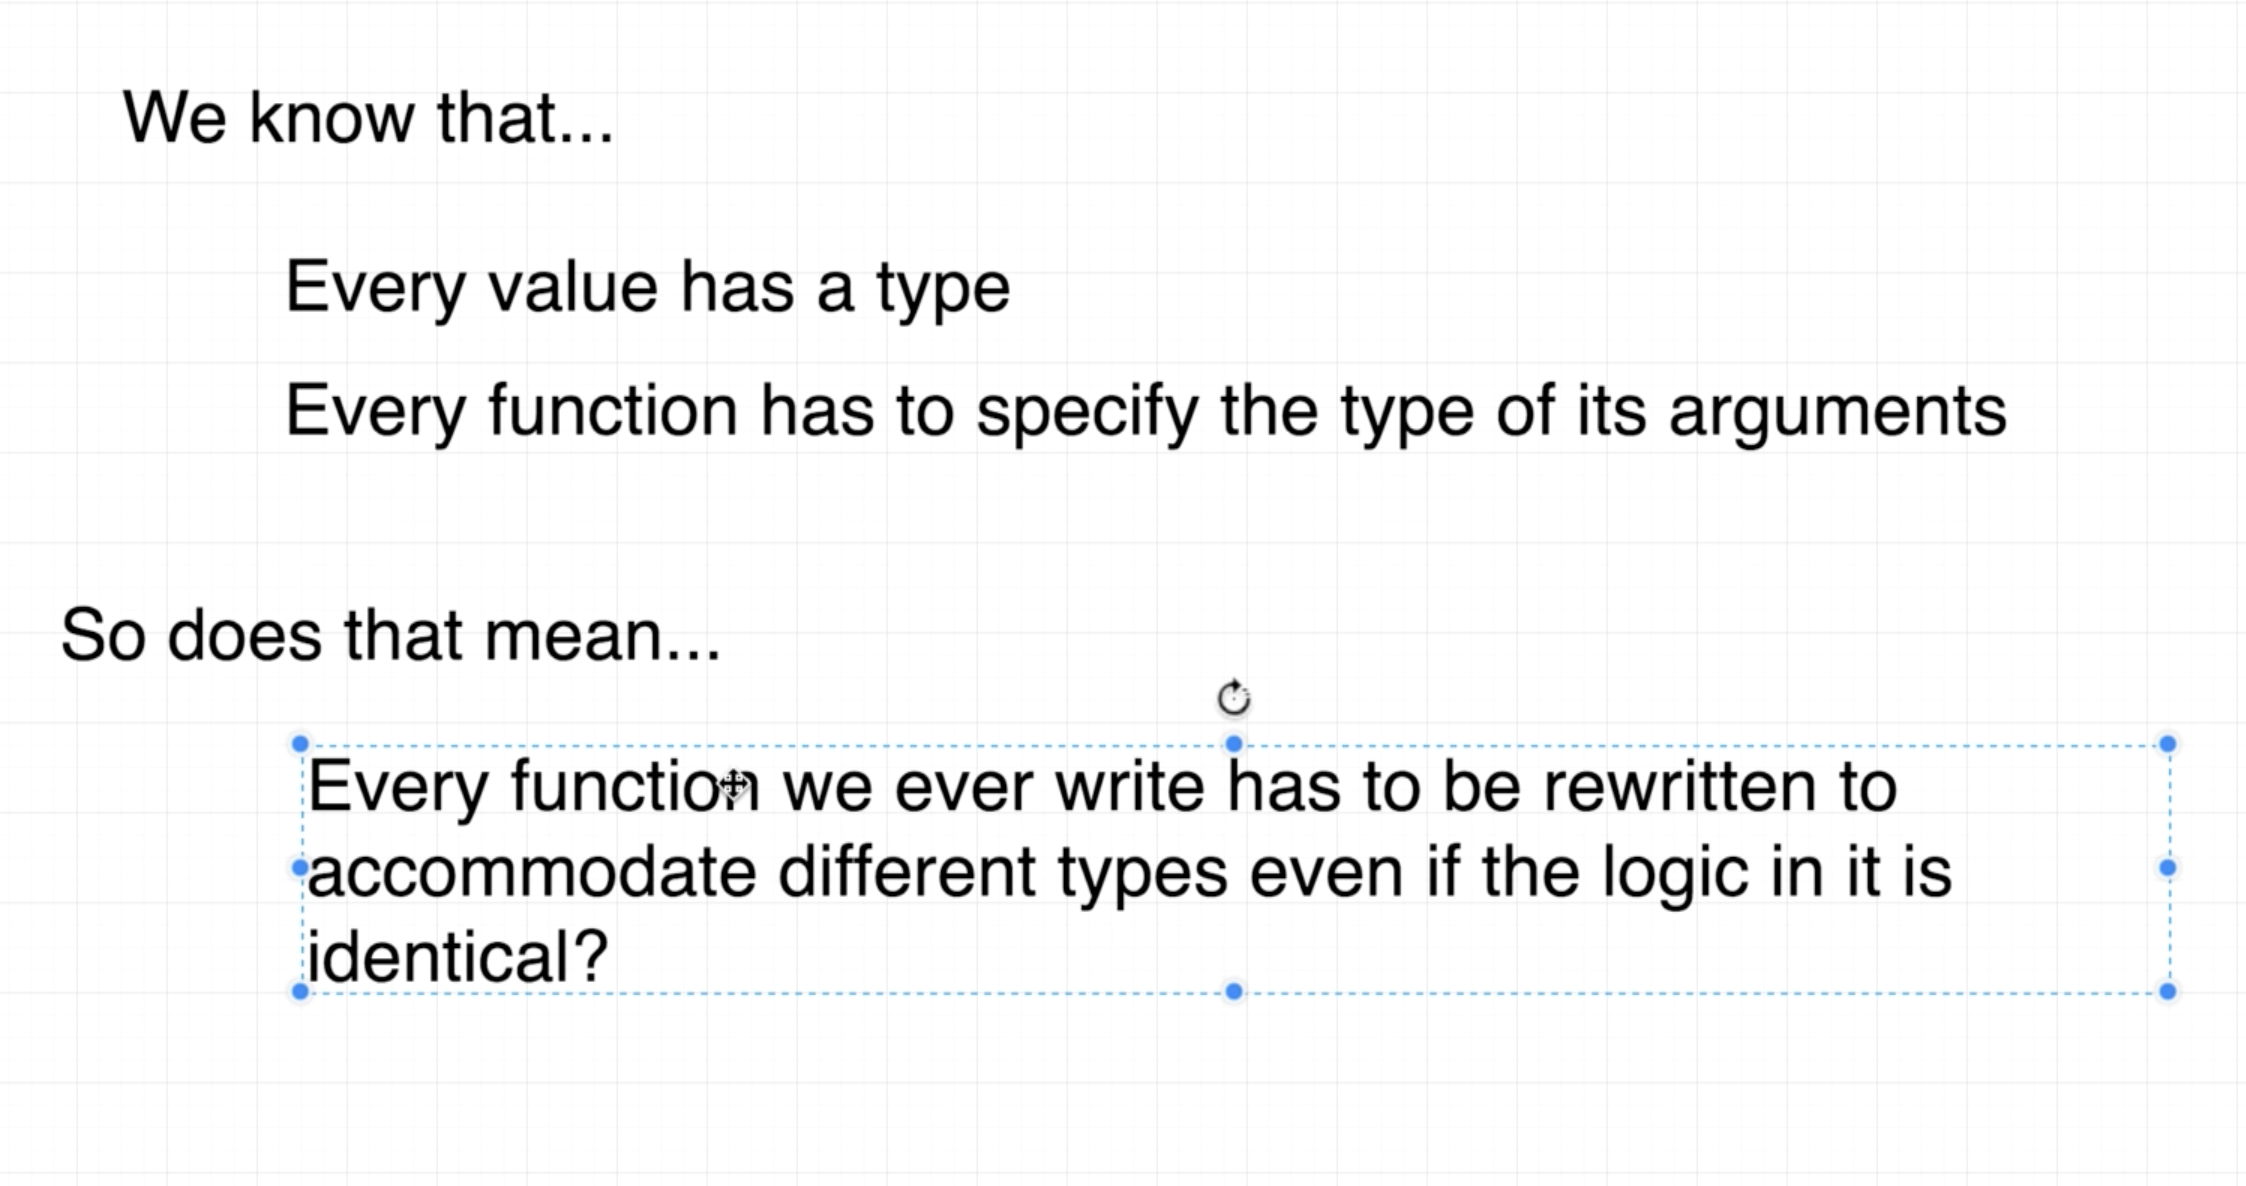 We know that...
Every value has a type
Every function has to specify the type of its arguments
So does that mean...
Every function we ever write has to be rewritten to
accommodate different types even if the logic in it is
identical?